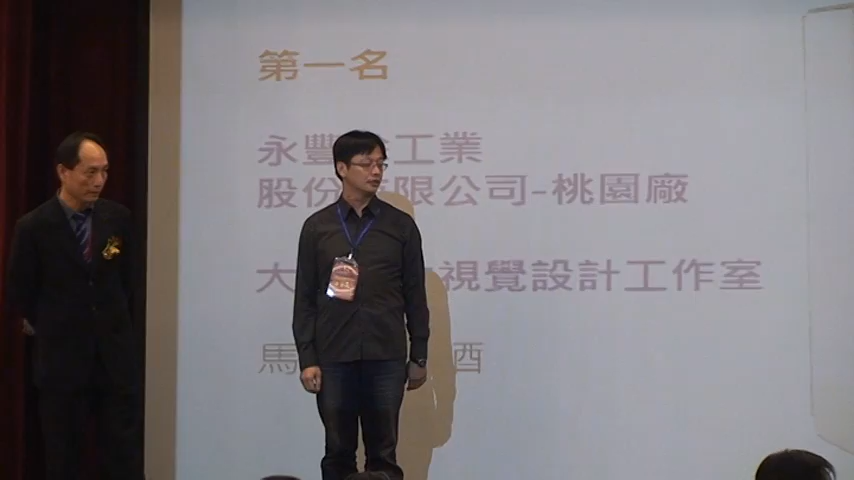 第一名
永豐 工業
股份有限公司-桃園廠
大 視覺設計工作室
馬 酒